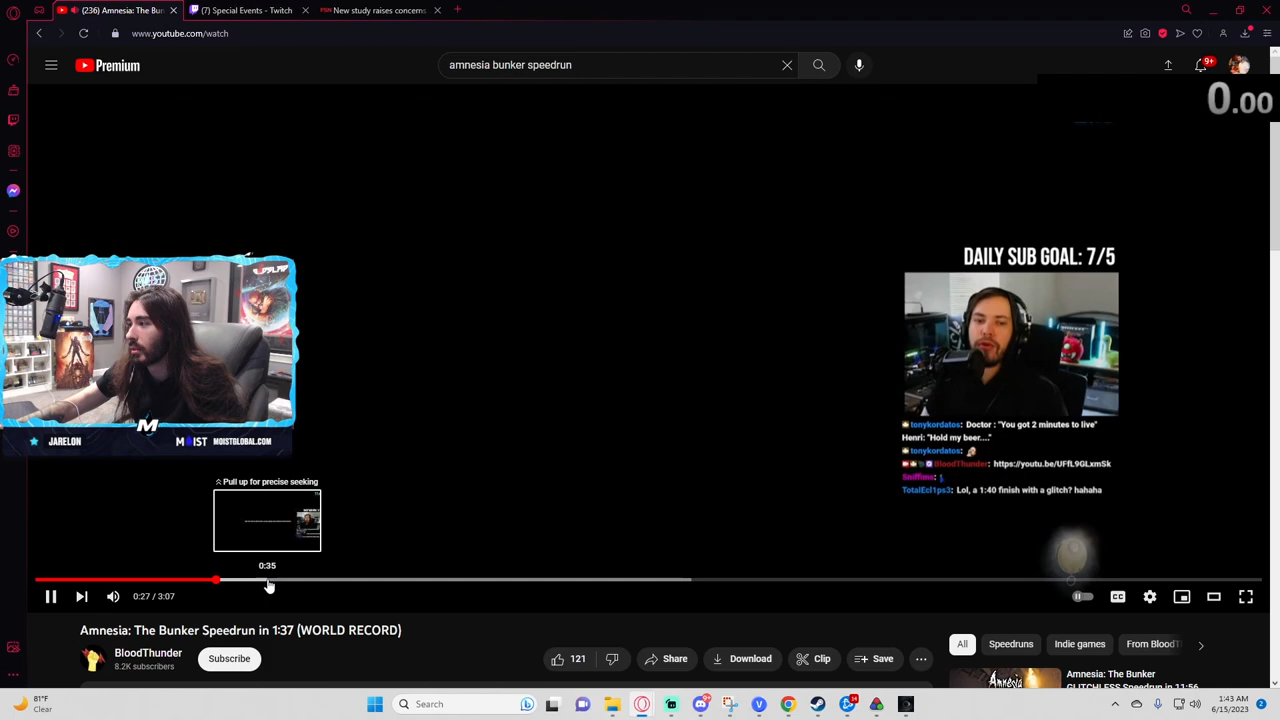 (236) Amnesia: The Bun
(7) Special Events - Twitch
New study raises concerns
www.youtube.com/watch
Premium
amnesia bunker speedrun
9+
0.00
DAILY SUB GOAL: 7/5
tonykordatos: Doctor : "You got 2 minutes to live"
Henri: "Hold my beer...."
tonykordatos:
BloodThunder: https://youtu.be/UFfL9GLxmSk
Sniffima:
TotalEcl1ps3: Lol, a 1:40 finish with a glitch? hahaha
M
JARELON
MOIST MOISTGLOBAL.COM
Pull up for precise seeking
0:35
0:27 / 3:07
CC
Amnesia: The Bunker Speedrun in 1:37 (WORLD RECORD)
BloodThunder
8.2K subscribers
Subscribe
121
Share
Download
Clip
Save
All
Speedruns
Indie games
From BloodT
Amnesia: The Bunker
GLITCHLESS Speedrun in 11:56
81°F
Clear
Search
1:43 AM
6/15/2023
2